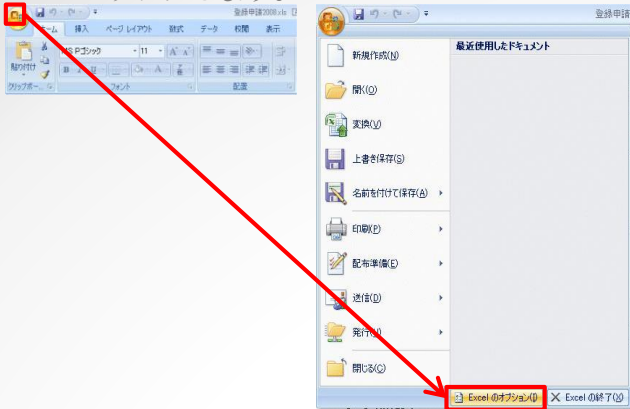 登録申請2008.xls
ホーム 挿入 ページ レイアウト 数式 データ 校閲 表示
MS Pゴシック 11
貼り付け
クリップボー... フォント 配置
登録申請
最近使用したドキュメント
新規作成(N)
開く(O)
変換(V)
上書き保存(S)
名前を付けて保存(A)
印刷(P)
配布準備(E)
送信(D)
発行(U)
閉じる(C)
Excel のオプション(I) Excel の終了(X)